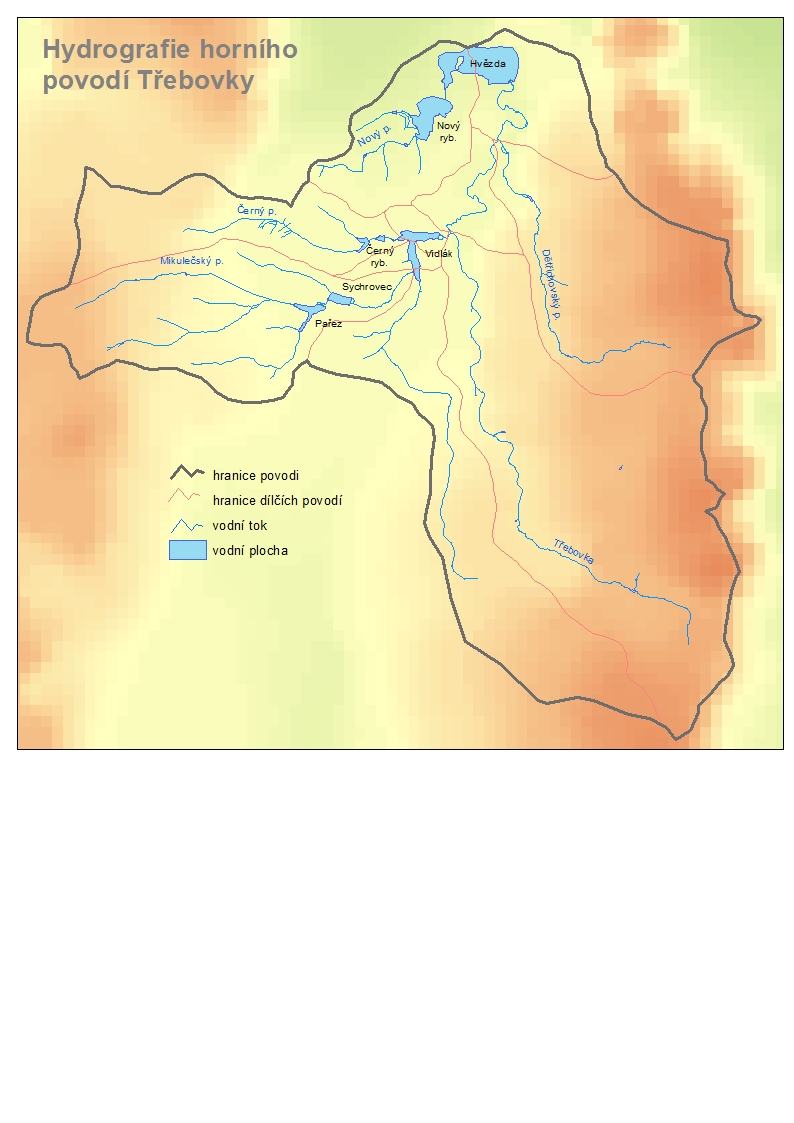 Hydrografie horního
povodí Třebovky
Hvězda
Nový
ryb.
Nový p.
Černý p.
Mikulečský p.
Černý
ryb.
Vidlák
Sychrovec
Pařez
Dětřichovský p.
Třebovka
hranice povodi
hranice dílčích povodí
vodní tok
vodní plocha